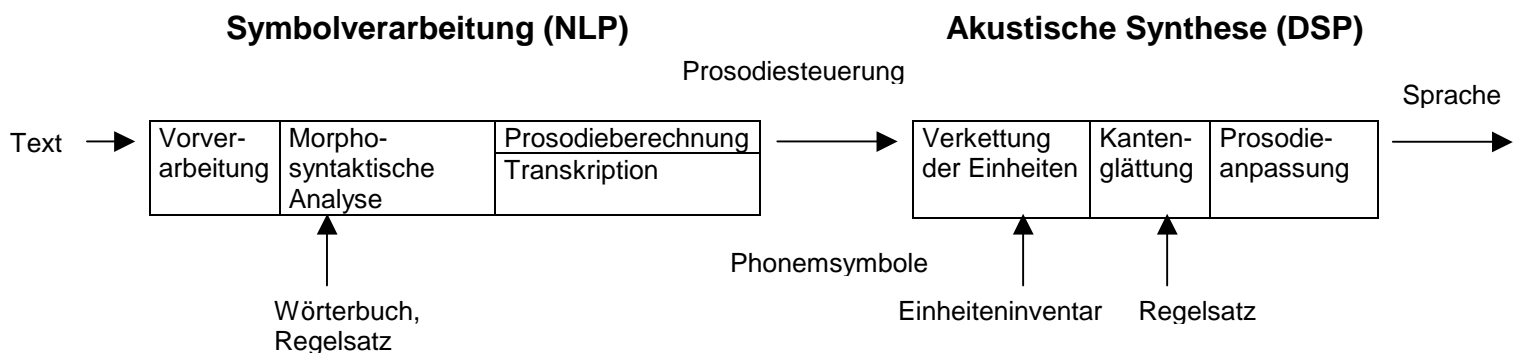 Symbolverarbeitung (NLP)
Akustische Synthese (DSP)
Prosodiesteuerung
Sprache
Text
Vorver-
arbeitung
Morpho-
syntaktische
Analyse
Prosodieberechnung
Transkription
Verkettung
der Einheiten
Kanten-
glättung
Prosodie-
anpassung
Phonemsymbole
Wörterbuch,
Regelsatz
Einheiteninventar
Regelsatz